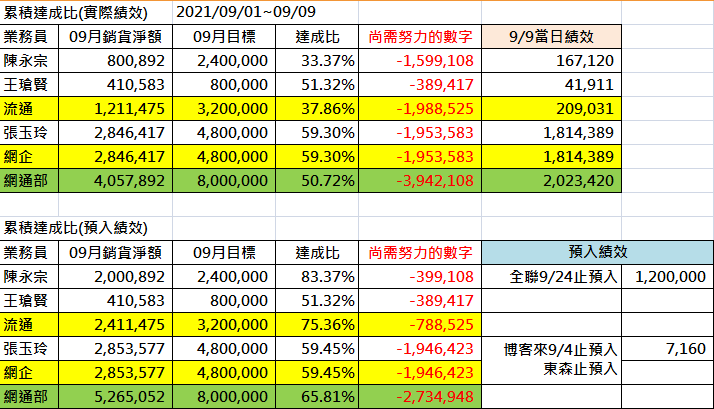 累積達成比(實際績效) 2021/09/01~09/09
業務員 09月銷貨淨額 09月目標 達成比 尚需努力的數字 9/9當日績效
陳永宗 800,892 2,400,000 33.37% -1,599,108 167,120
王瑲賢 410,583 800,000 51.32% -389,417 41,911
流通 1,211,475 3,200,000 37.86% -1,988,525 209,031
張玉玲 2,846,417 4,800,000 59.30% -1,953,583 1,814,389
網企 2,846,417 4,800,000 59.30% -1,953,583 1,814,389
網通部 4,057,892 8,000,000 50.72% -3,942,108 2,023,420
累積達成比(預入績效)
業務員 09月銷貨淨額 09月目標 達成比 尚需努力的數字 預入績效
陳永宗 2,000,892 2,400,000 83.37% -399,108 全聯9/24止預入 1,200,000
王瑲賢 410,583 800,000 51.32% -389,417
流通 2,411,475 3,200,000 75.36% -788,525
張玉玲 2,853,577 4,800,000 59.45% -1,946,423 博客來9/4止預入 7,160
網企 2,853,577 4,800,000 59.45% -1,946,423 東森止預入
網通部 5,265,052 8,000,000 65.81% -2,734,948